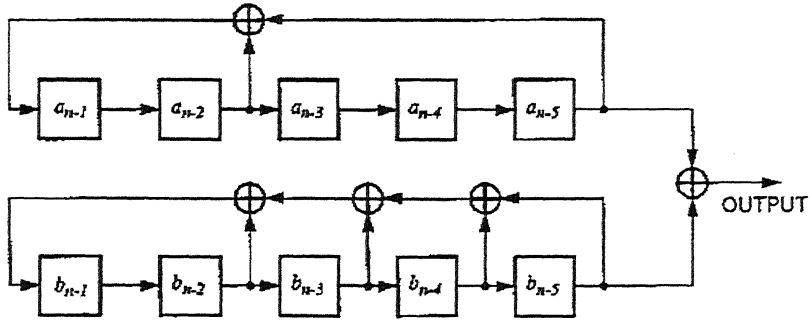 a_{n-1} a_{n-2} a_{n-3} a_{n-4} a_{n-5}
OUTPUT
b_{n-1} b_{n-2} b_{n-3} b_{n-4} b_{n-5}